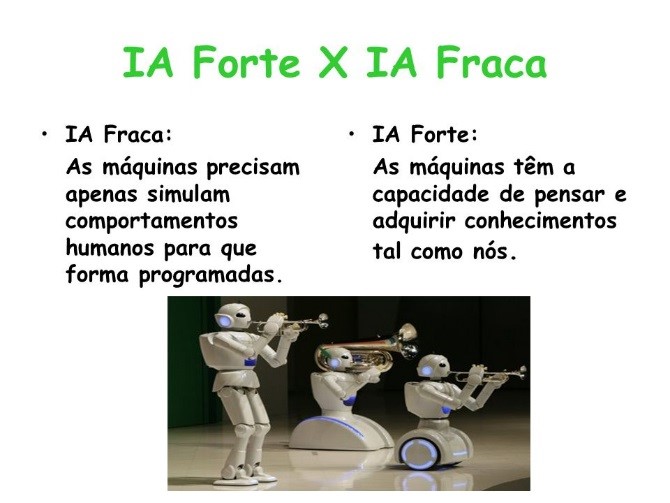 IA Forte X IA Fraca
• IA Fraca:
As máquinas precisam
apenas simulam
comportamentos
humanos para que
forma programadas.
• IA Forte:
As máquinas têm a
capacidade de pensar e
adquirir conhecimentos
tal como nós.